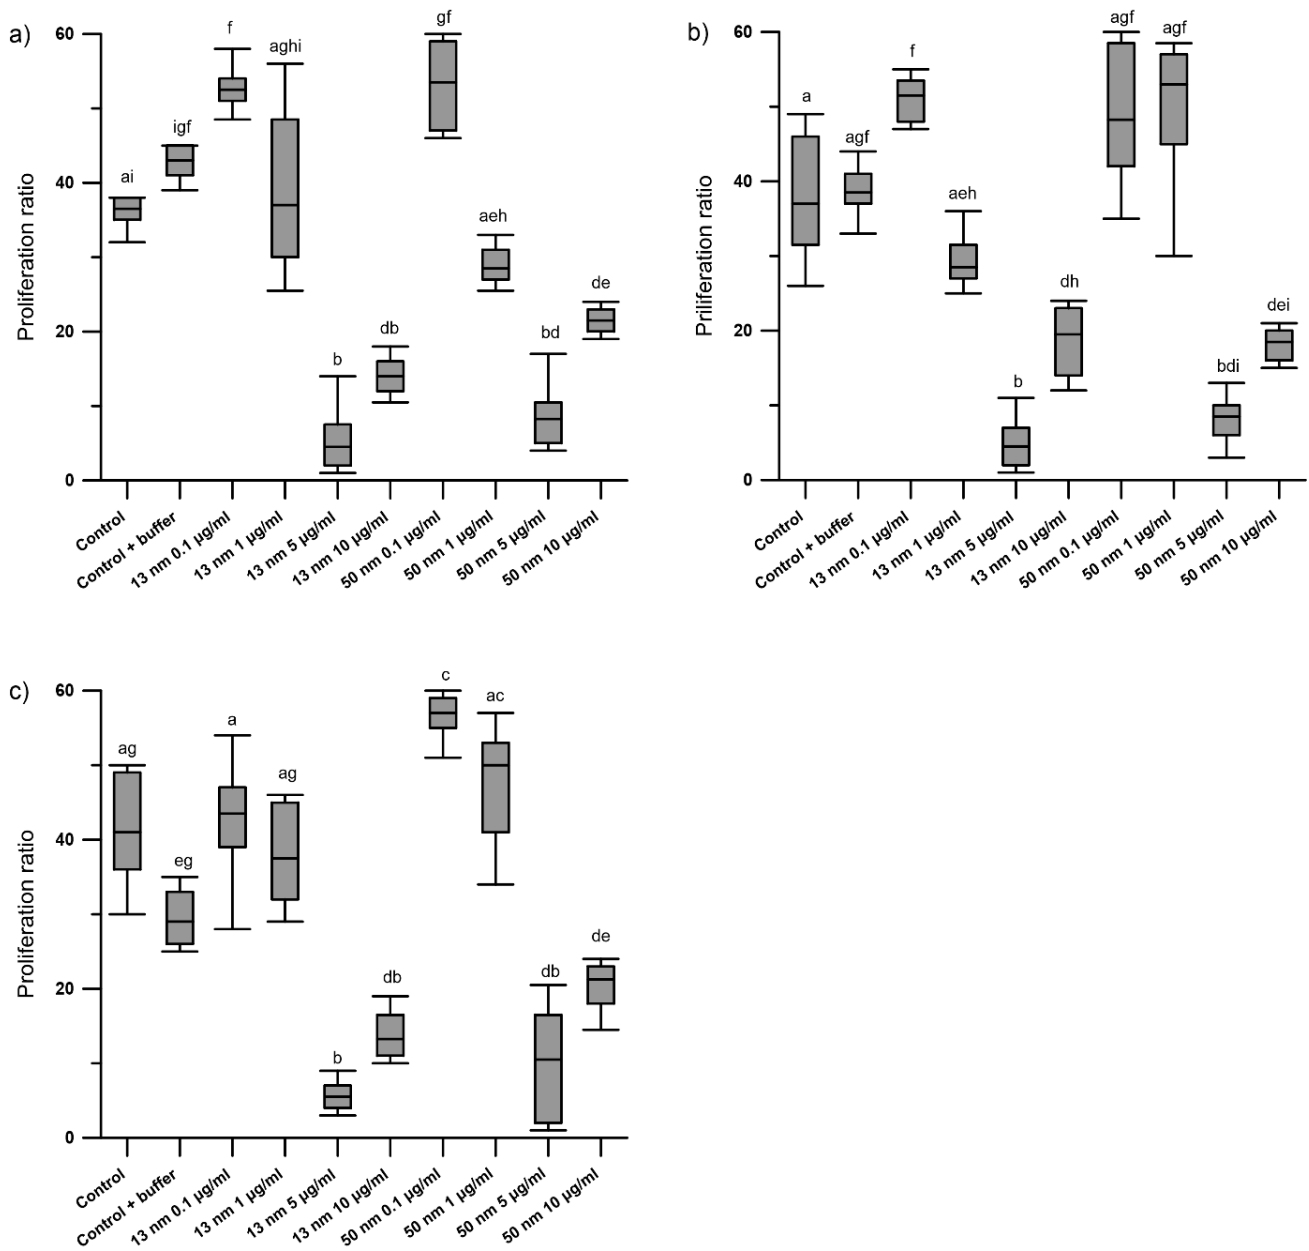 a)
Proliferation ratio
60
40
20
0
ai
igf
f
aghi
b
db
gf
aeh
bd
de
Control
Control + buffer
13 nm 0.1 µg/ml
13 nm 1 µg/ml
13 nm 5 µg/ml
13 nm 10 µg/ml
50 nm 0.1 µg/ml
50 nm 1 µg/ml
50 nm 5 µg/ml
50 nm 10 µg/ml
b)
Priliferation ratio
60
40
20
0
a
agf
f
aeh
b
dh
agf
agf
bdi
dei
Control
Control + buffer
13 nm 0.1 µg/ml
13 nm 1 µg/ml
13 nm 5 µg/ml
13 nm 10 µg/ml
50 nm 0.1 µg/ml
50 nm 1 µg/ml
50 nm 5 µg/ml
50 nm 10 µg/ml
c)
Proliferation ratio
60
40
20
0
ag
eg
a
ag
b
db
c
ac
db
de
Control
Control + buffer
13 nm 0.1 µg/ml
13 nm 1 µg/ml
13 nm 5 µg/ml
13 nm 10 µg/ml
50 nm 0.1 µg/ml
50 nm 1 µg/ml
50 nm 5 µg/ml
50 nm 10 µg/ml